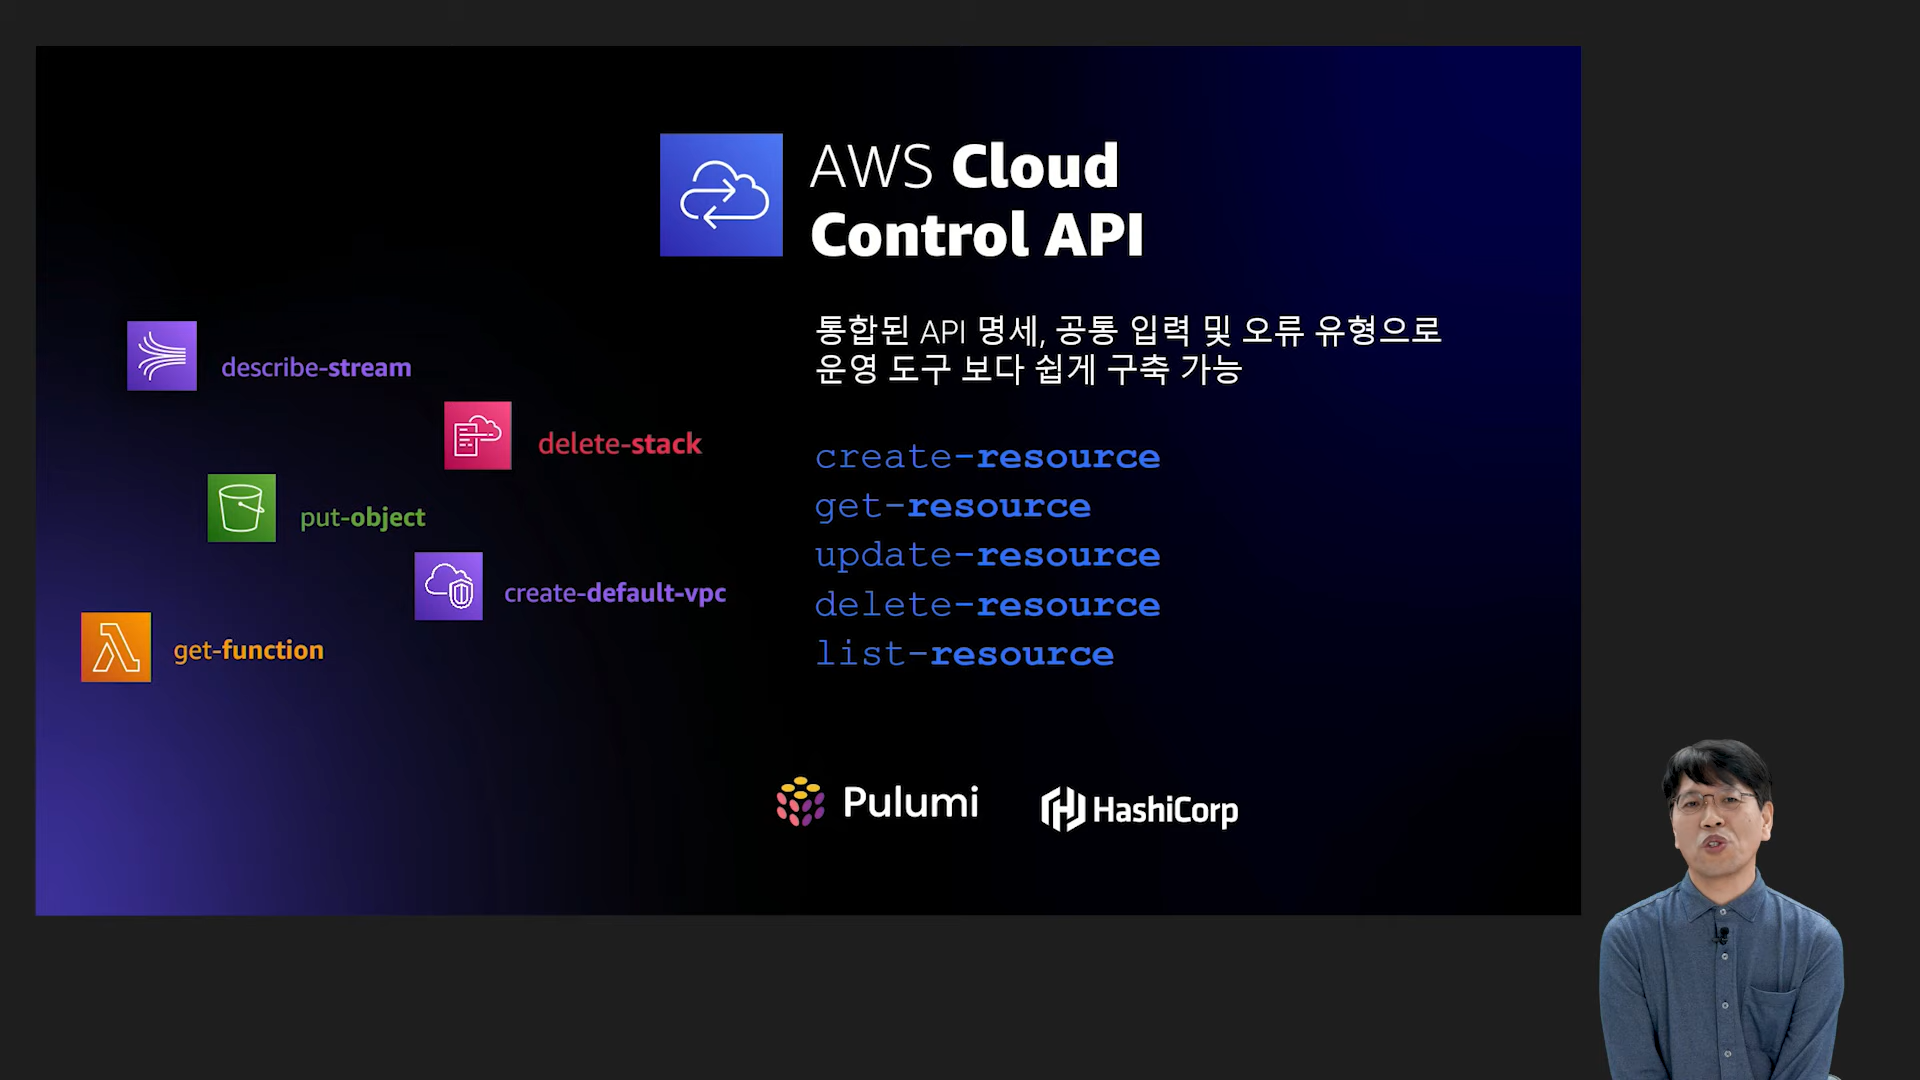 AWS Cloud
Control API
통합된 API 명세, 공통 입력 및 오류 유형으로
운영 도구 보다 쉽게 구축 가능
describe-stream
delete-stack
put-object
create-default-vpc
get-function
create-resource
get-resource
update-resource
delete-resource
list-resource
Pulumi
HashiCorp